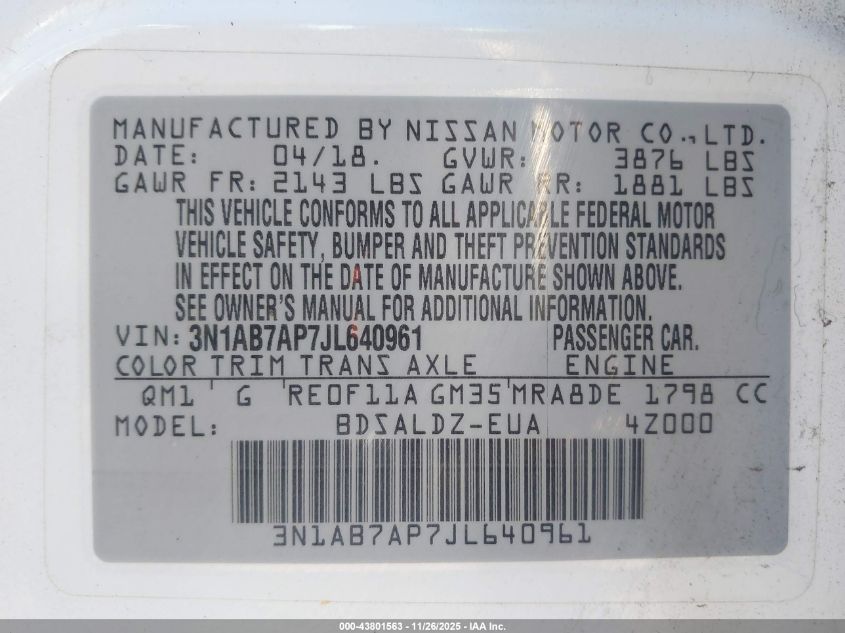 MANUFACTURED BY NISSAN MOTOR CO., LTD.
DATE: 04/18. GVWR: 3876 LBS
GAWR FR: 2143 LBS GAWR RR: 1881 LBS
THIS VEHICLE CONFORMS TO ALL APPLICABLE FEDERAL MOTOR
VEHICLE SAFETY, BUMPER AND THEFT PREVENTION STANDARDS
IN EFFECT ON THE DATE OF MANUFACTURE SHOWN ABOVE.
SEE OWNER'S MANUAL FOR ADDITIONAL INFORMATION.
VIN: 3N1AB7AP7JL640961 PASSENGER CAR.
COLOR TRIM TRANS AXLE ENGINE
QM1 ' G 'RE0F11A GM35'MRA8DE 1798 CC
MODEL: BDSALDZ-EUA 4Z000
3N1AB7AP7JL640961
000-43801563 - 11/26/2025 - IAA Inc.